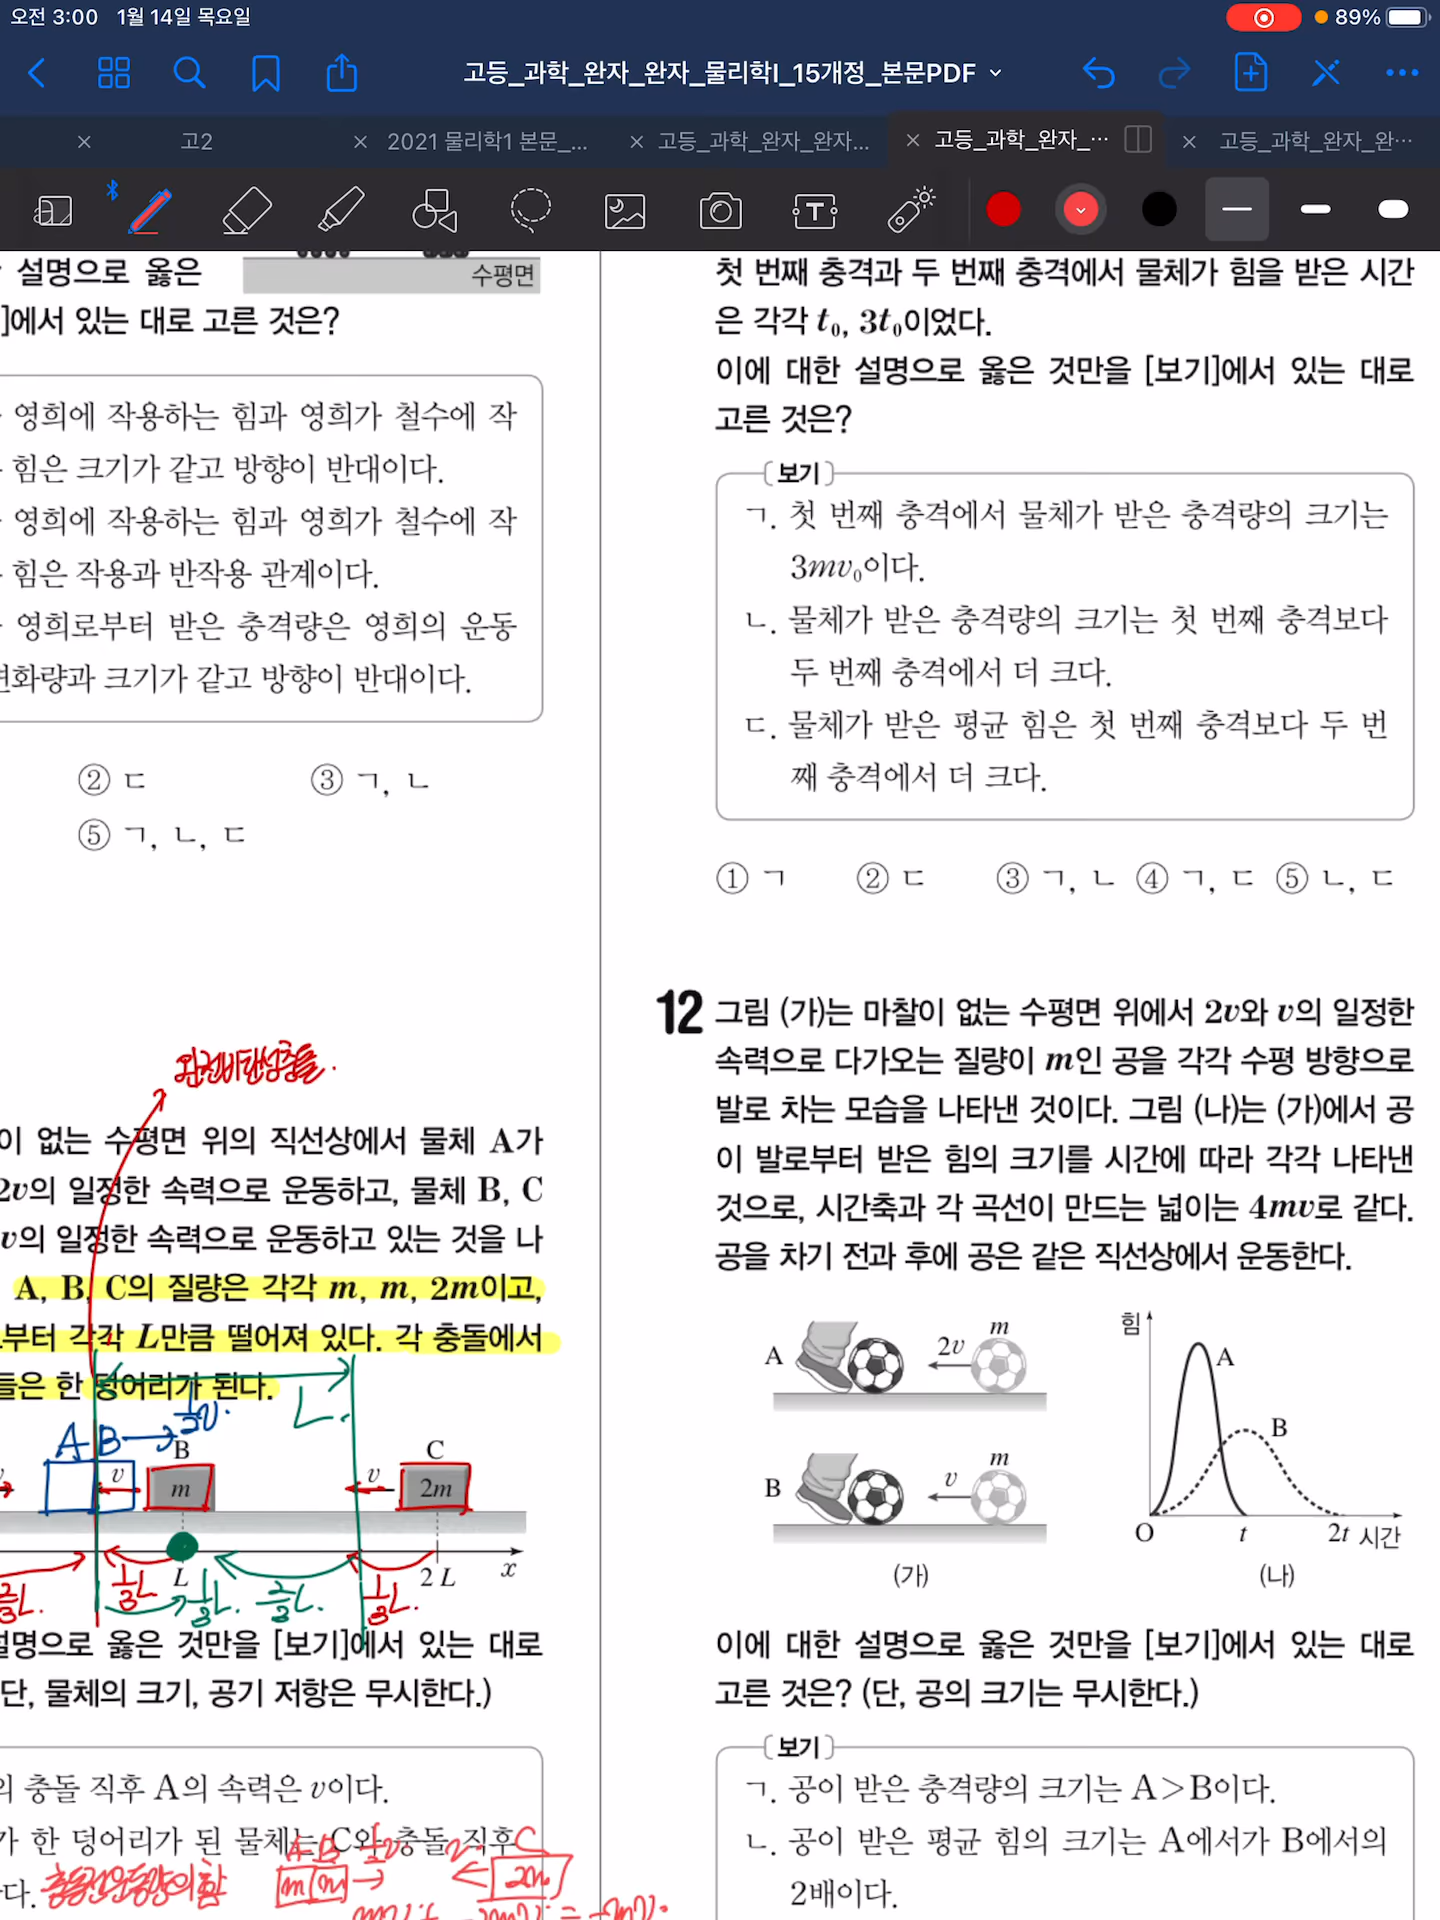 오전 3:00 1월 14일 목요일
89%
고등_과학_완자_완자_물리학I_15개정_본문PDF
고2
2021 물리학1 본문_...
고등_과학_완자_완자...
고등_과학_완자_...
고등_과학_완자_완...
설명으로 옳은
수평면
]에서 있는 대로 고른 것은?
영희에 작용하는 힘과 영희가 철수에 작
힘은 크기가 같고 방향이 반대이다.
영희에 작용하는 힘과 영희가 철수에 작
힘은 작용과 반작용 관계이다.
영희로부터 받은 충격량은 영희의 운동
변화량과 크기가 같고 방향이 반대이다.
② ㄷ ③ ㄱ, ㄴ
⑤ ㄱ, ㄴ, ㄷ
완전비탄성충돌.
이 없는 수평면 위의 직선상에서 물체 A가
2v의 일정한 속력으로 운동하고, 물체 B, C
v의 일정한 속력으로 운동하고 있는 것을 나
A, B, C의 질량은 각각 m, m, 2m이고,
부터 각각 L만큼 떨어져 있다. 각 충돌에서
들은 한 덩어리가 된다.
L.
½v.
A B
B
C
v
m
v
2m
L
2L
x
⅔L.
⅓L
⅓L.
⅔L.
⅓L.
설명으로 옳은 것만을 [보기]에서 있는 대로
단, 물체의 크기, 공기 저항은 무시한다.)
의 충돌 직후 A의 속력은 v이다.
가 한 덩어리가 된 물체는 C와 충돌 직후
다.
충돌전운동량의합
A B ½v
C
m m
2m
첫 번째 충격과 두 번째 충격에서 물체가 힘을 받은 시간
은 각각 t₀, 3t₀이었다.
이에 대한 설명으로 옳은 것만을 [보기]에서 있는 대로
고른 것은?
[보기]
ㄱ. 첫 번째 충격에서 물체가 받은 충격량의 크기는
3mv₀이다.
ㄴ. 물체가 받은 충격량의 크기는 첫 번째 충격보다
두 번째 충격에서 더 크다.
ㄷ. 물체가 받은 평균 힘은 첫 번째 충격보다 두 번
째 충격에서 더 크다.
① ㄱ ② ㄷ ③ ㄱ, ㄴ ④ ㄱ, ㄷ ⑤ ㄴ, ㄷ
12 그림 (가)는 마찰이 없는 수평면 위에서 2v와 v의 일정한
속력으로 다가오는 질량이 m인 공을 각각 수평 방향으로
발로 차는 모습을 나타낸 것이다. 그림 (나)는 (가)에서 공
이 발로부터 받은 힘의 크기를 시간에 따라 각각 나타낸
것으로, 시간축과 각 곡선이 만드는 넓이는 4mv로 같다.
공을 차기 전과 후에 공은 같은 직선상에서 운동한다.
A
2v
m
B
v
m
(가)
힘
A
B
O
t
2t 시간
(나)
이에 대한 설명으로 옳은 것만을 [보기]에서 있는 대로
고른 것은? (단, 공의 크기는 무시한다.)
[보기]
ㄱ. 공이 받은 충격량의 크기는 A>B이다.
ㄴ. 공이 받은 평균 힘의 크기는 A에서가 B에서의
2배이다.